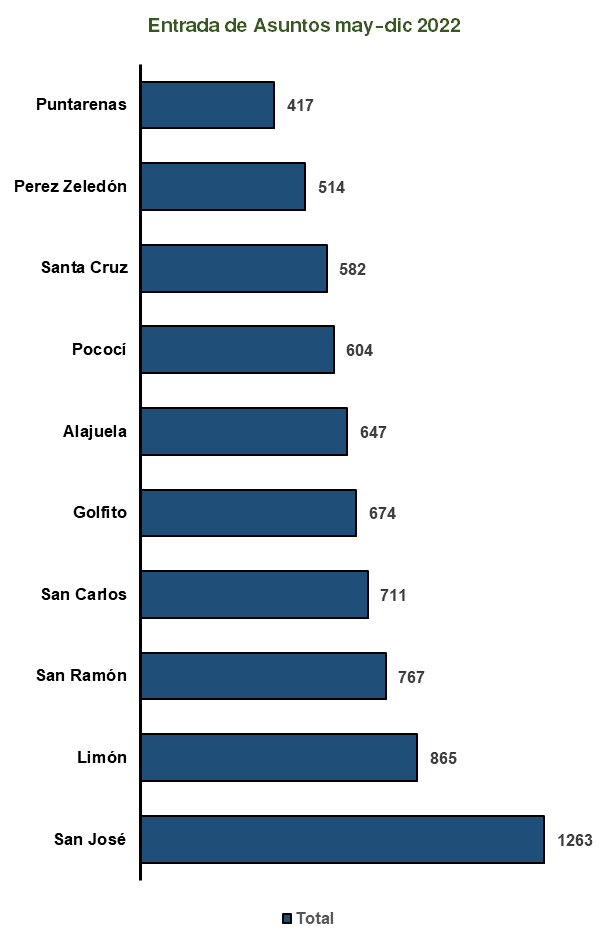 Entrada de Asuntos may-dic 2022
Puntarenas 417
Perez Zeledón 514
Santa Cruz 582
Pococí 604
Alajuela 647
Golfito 674
San Carlos 711
San Ramón 767
Limón 865
San José 1263
Total